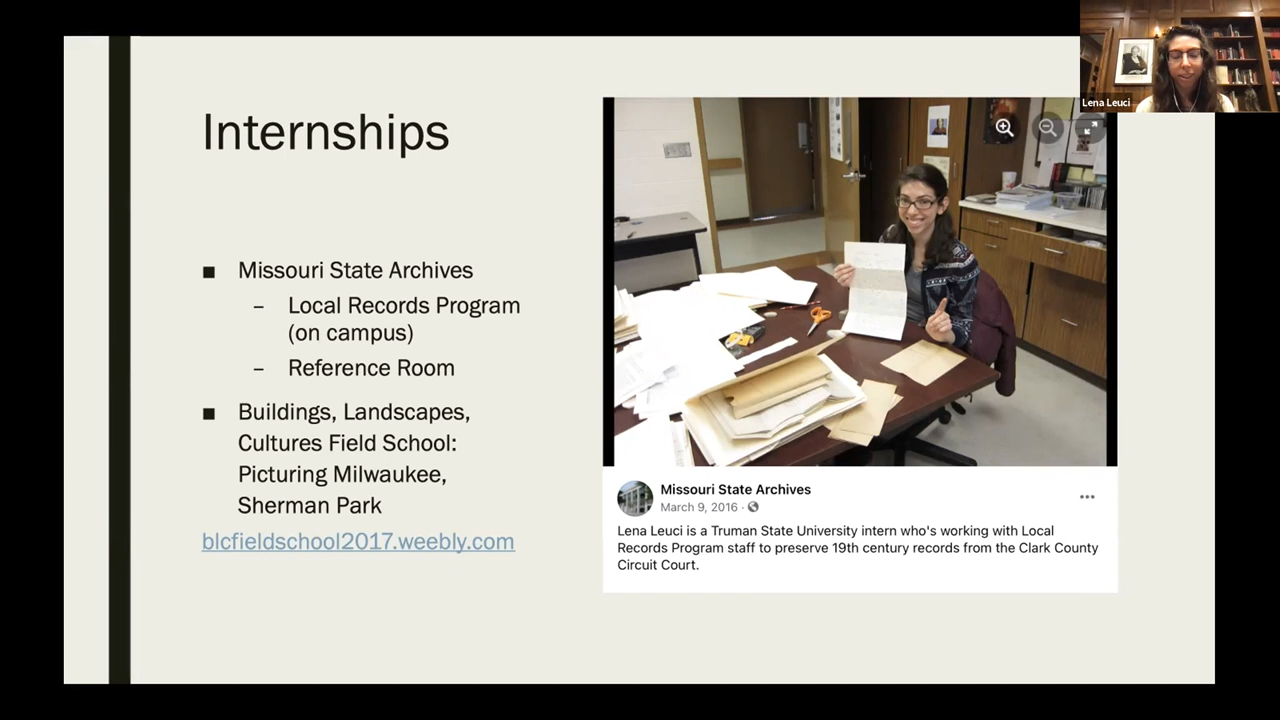 Lena Leuci
Internships
■ Missouri State Archives
– Local Records Program
(on campus)
– Reference Room
■ Buildings, Landscapes,
Cultures Field School:
Picturing Milwaukee,
Sherman Park
blcfieldschool2017.weebly.com
Missouri State Archives
March 9, 2016 ·
Lena Leuci is a Truman State University intern who's working with Local
Records Program staff to preserve 19th century records from the Clark County
Circuit Court.